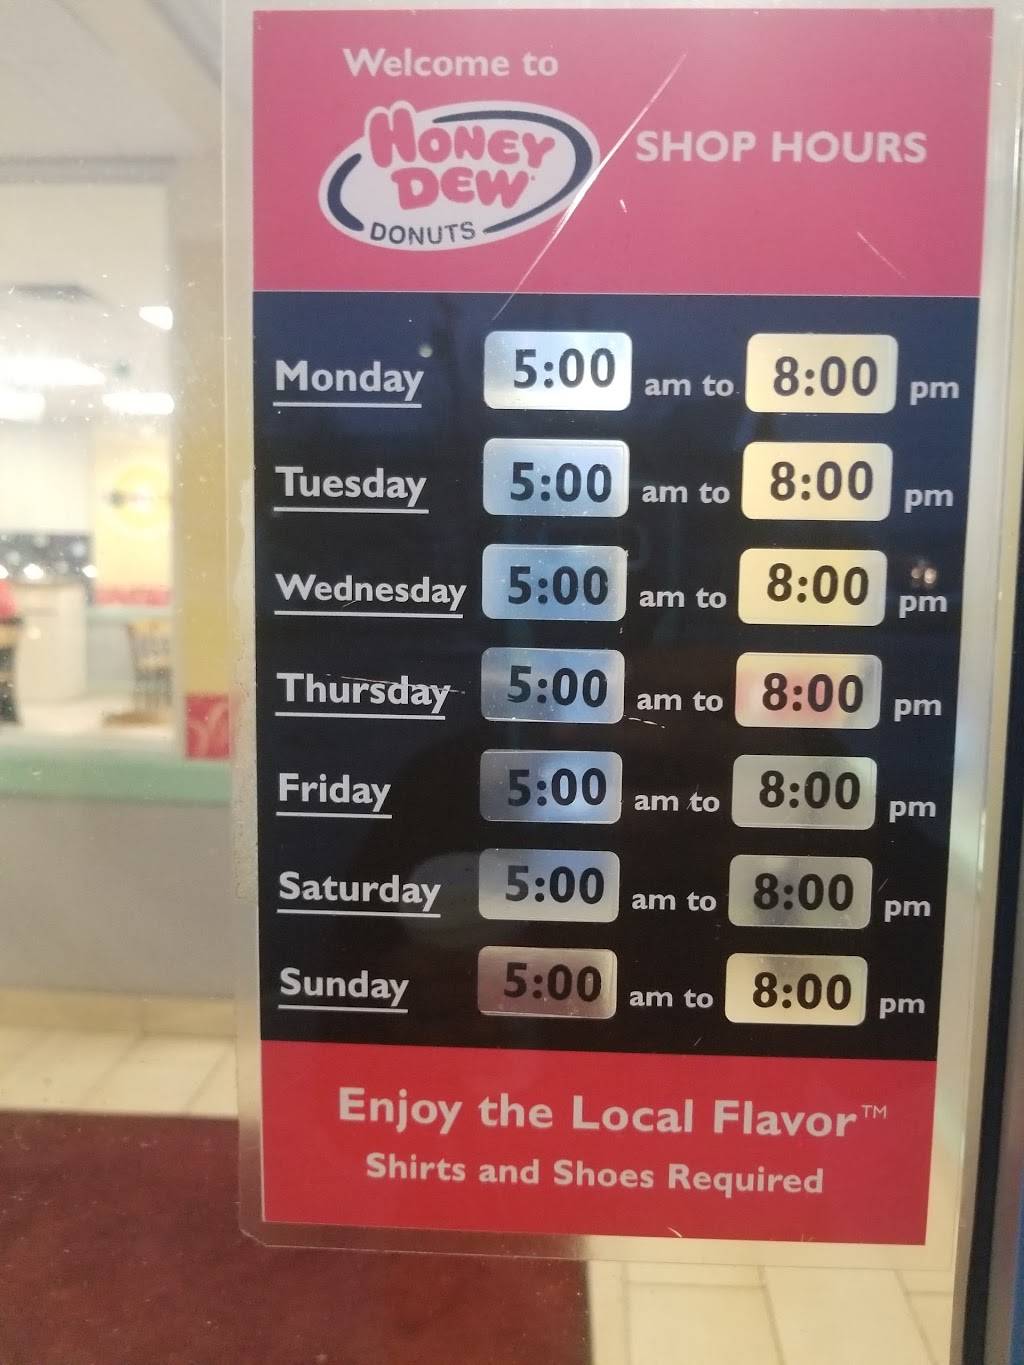 Welcome to
HONEY
DEW
DONUTS
SHOP HOURS
Monday 5:00 am to 8:00 pm
Tuesday 5:00 am to 8:00 pm
Wednesday 5:00 am to 8:00 pm
Thursday 5:00 am to 8:00 pm
Friday 5:00 am to 8:00 pm
Saturday 5:00 am to 8:00 pm
Sunday 5:00 am to 8:00 pm
Enjoy the Local Flavor™
Shirts and Shoes Required